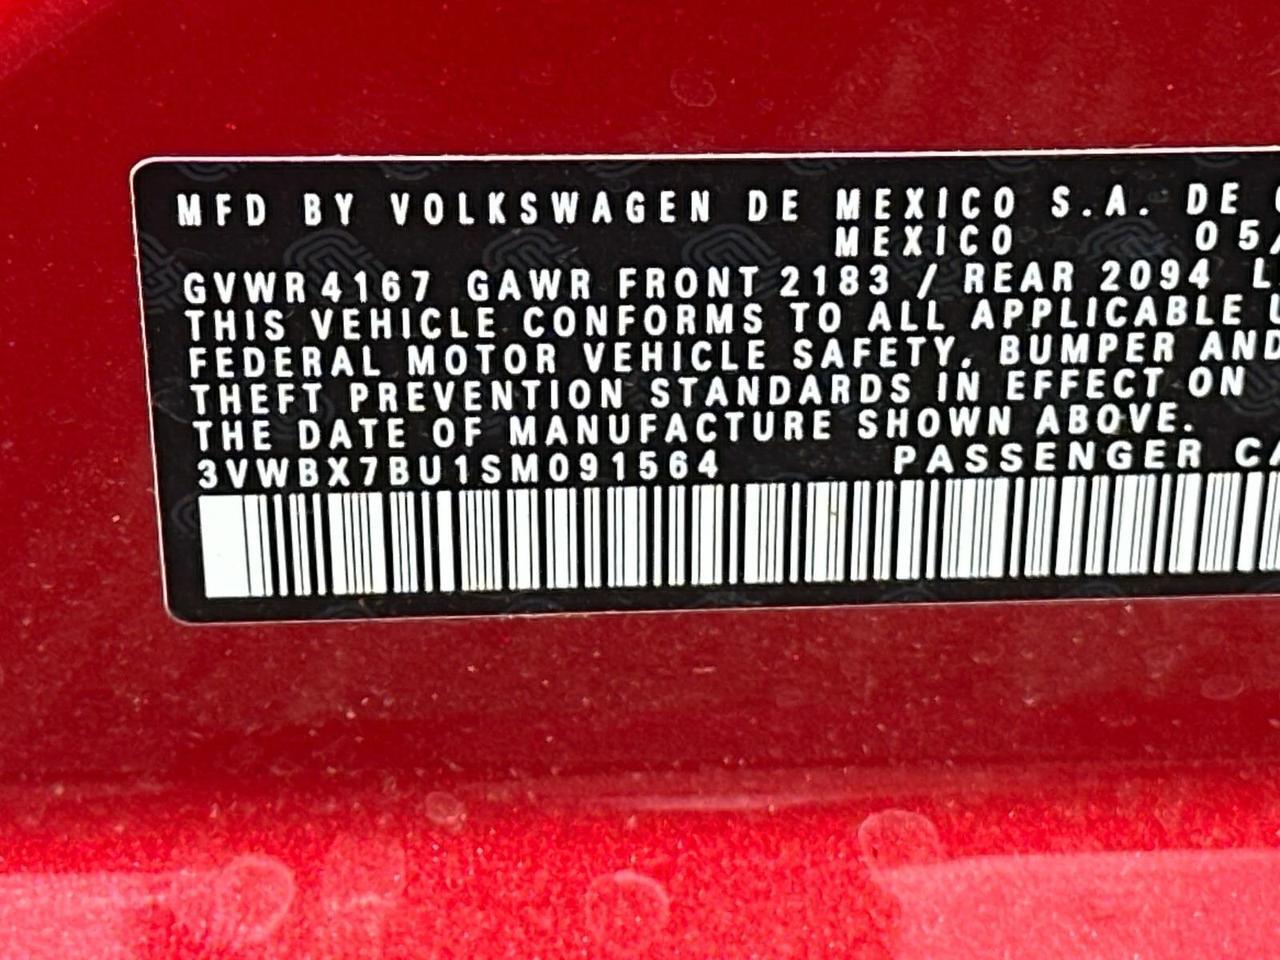 MFD BY VOLKSWAGEN DE MEXICO S.A. DE
MEXICO 05/
GVWR 4167 GAWR FRONT 2183 / REAR 2094 L
THIS VEHICLE CONFORMS TO ALL APPLICABLE
FEDERAL MOTOR VEHICLE SAFETY, BUMPER AND
THEFT PREVENTION STANDARDS IN EFFECT ON
THE DATE OF MANUFACTURE SHOWN ABOVE.
3VWBX7BU1SM091564 PASSENGER CA